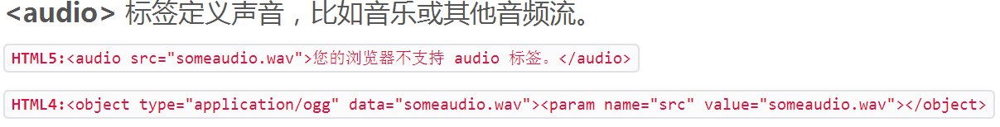 <audio> 标签定义声音，比如音乐或其他音频流。
HTML5:<audio src="someaudio.wav">您的浏览器不支持 audio 标签。</audio>
HTML4:<object type="application/ogg" data="someaudio.wav"><param name="src" value="someaudio.wav"></object>